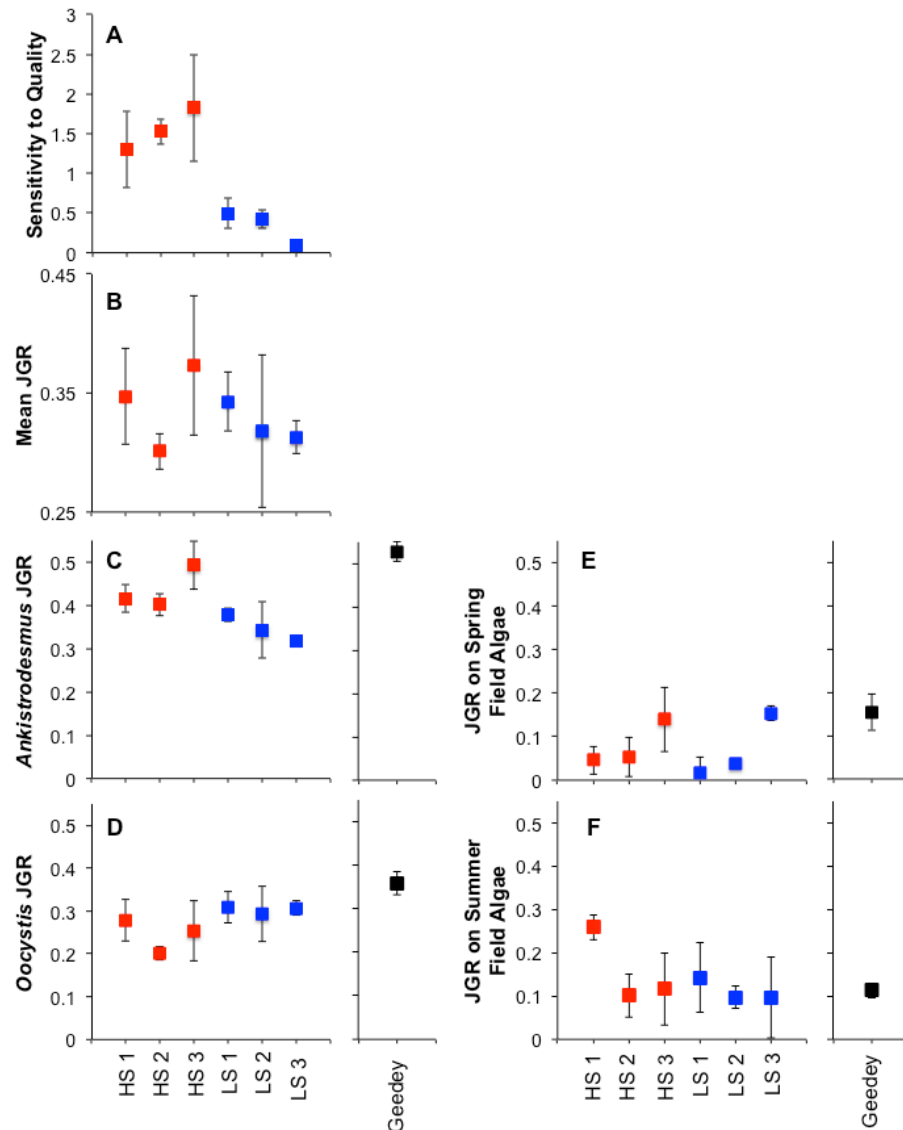 A
Sensitivity to Quality
3
2.5
2
1.5
1
0.5
0
B
Mean JGR
0.45
0.35
0.25
C
Ankistrodesmus JGR
0.5
0.4
0.3
0.2
0.1
0
E
JGR on Spring
Field Algae
0.5
0.4
0.3
0.2
0.1
0
D
Oocystis JGR
0.5
0.4
0.3
0.2
0.1
0
HS 1
HS 2
HS 3
LS 1
LS 2
LS 3
Geedey
F
JGR on Summer
Field Algae
0.5
0.4
0.3
0.2
0.1
0
HS 1
HS 2
HS 3
LS 1
LS 2
LS 3
Geedey